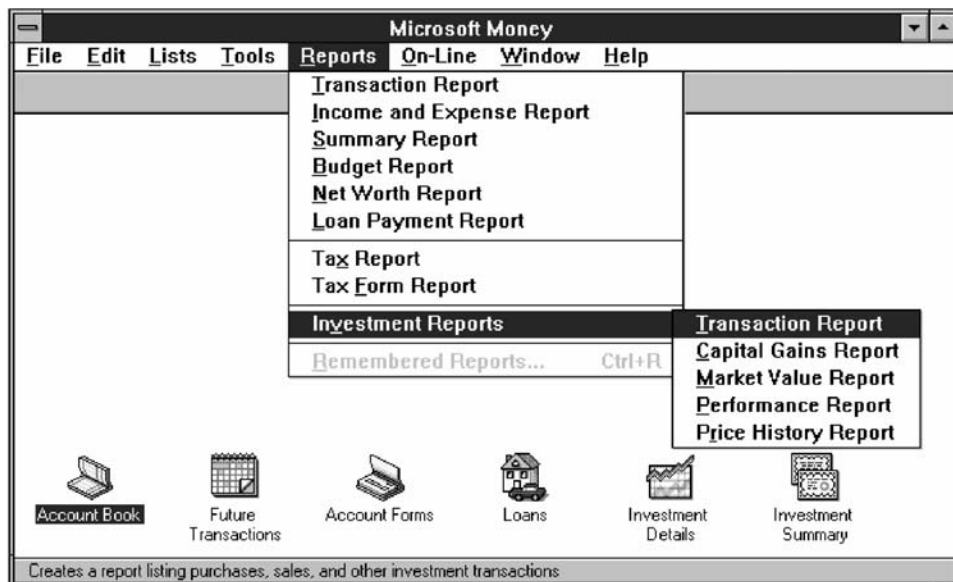 Microsoft Money
File Edit Lists Tools Reports On-Line Window Help
Transaction Report
Income and Expense Report
Summary Report
Budget Report
Net Worth Report
Loan Payment Report
Tax Report
Tax Form Report
Investment Reports
Remembered Reports... Ctrl+R
Transaction Report
Capital Gains Report
Market Value Report
Performance Report
Price History Report
Account Book
Future
Transactions
Account Forms
Loans
Investment
Details
Investment
Summary
Creates a report listing purchases, sales, and other investment transactions